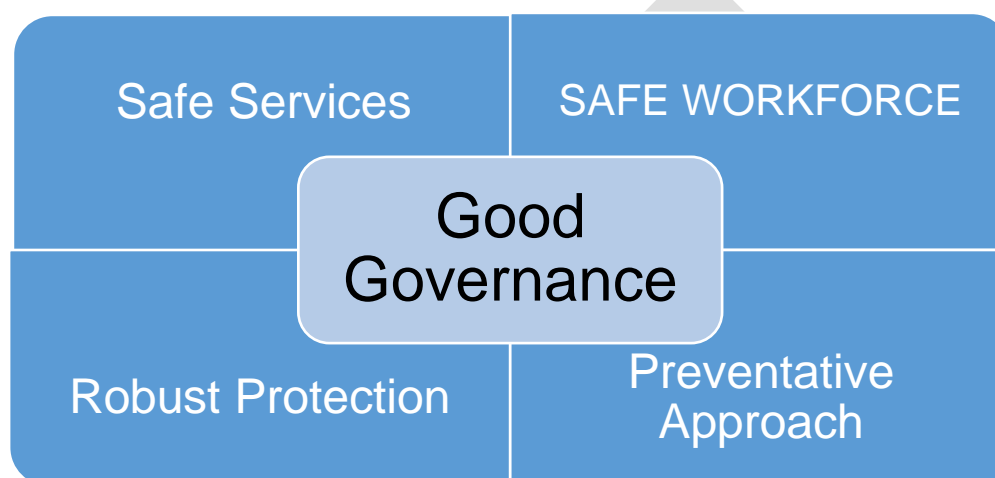 Safe Services
SAFE WORKFORCE
Good
Governance
Robust Protection
Preventative
Approach